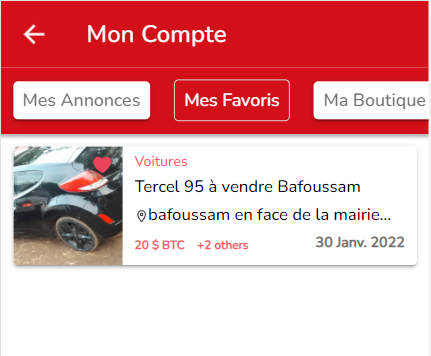 Mon Compte
Mes Annonces
Mes Favoris
Ma Boutique
Voitures
Tercel 95 à vendre Bafoussam
bafoussam en face de la mairie...
20 $ BTC +2 others
30 Janv. 2022